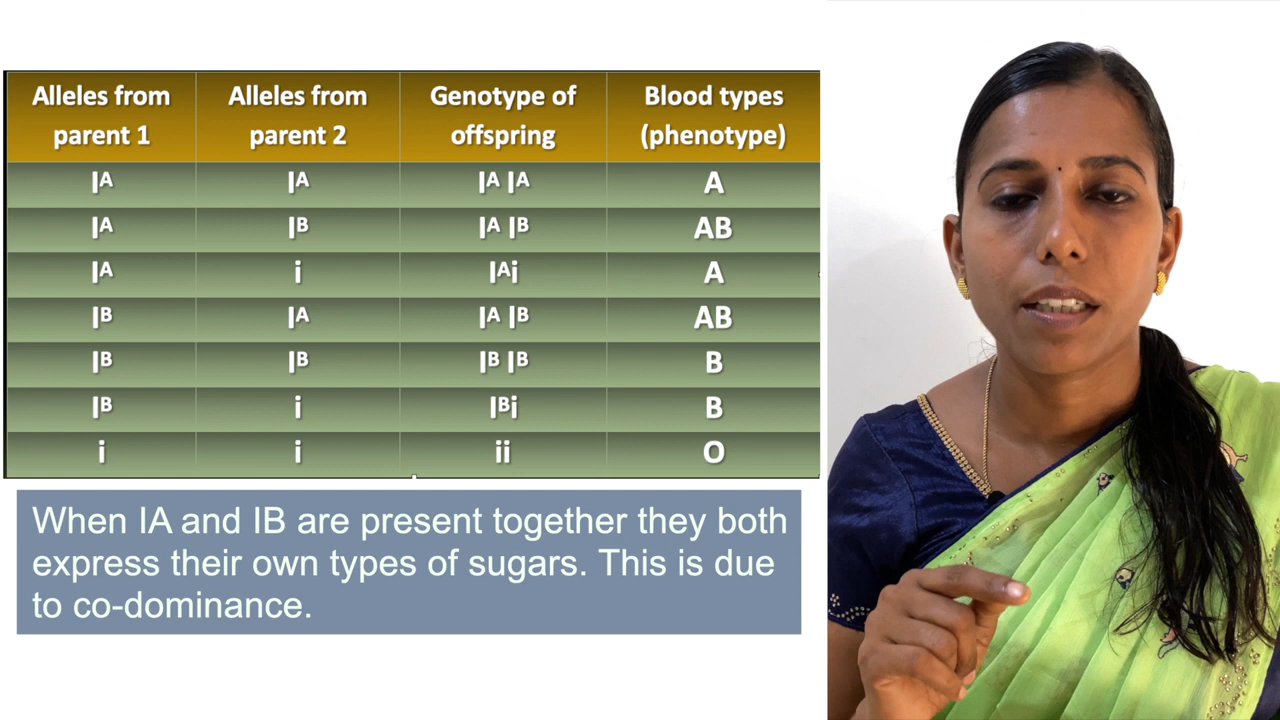 Alleles from parent 1 | Alleles from parent 2 | Genotype of offspring | Blood types (phenotype)
Iᴬ | Iᴬ | Iᴬ Iᴬ | A
Iᴬ | Iᴮ | Iᴬ Iᴮ | AB
Iᴬ | i | Iᴬi | A
Iᴮ | Iᴬ | Iᴬ Iᴮ | AB
Iᴮ | Iᴮ | Iᴮ Iᴮ | B
Iᴮ | i | Iᴮi | B
i | i | ii | O
When IA and IB are present together they both
express their own types of sugars. This is due
to co-dominance.